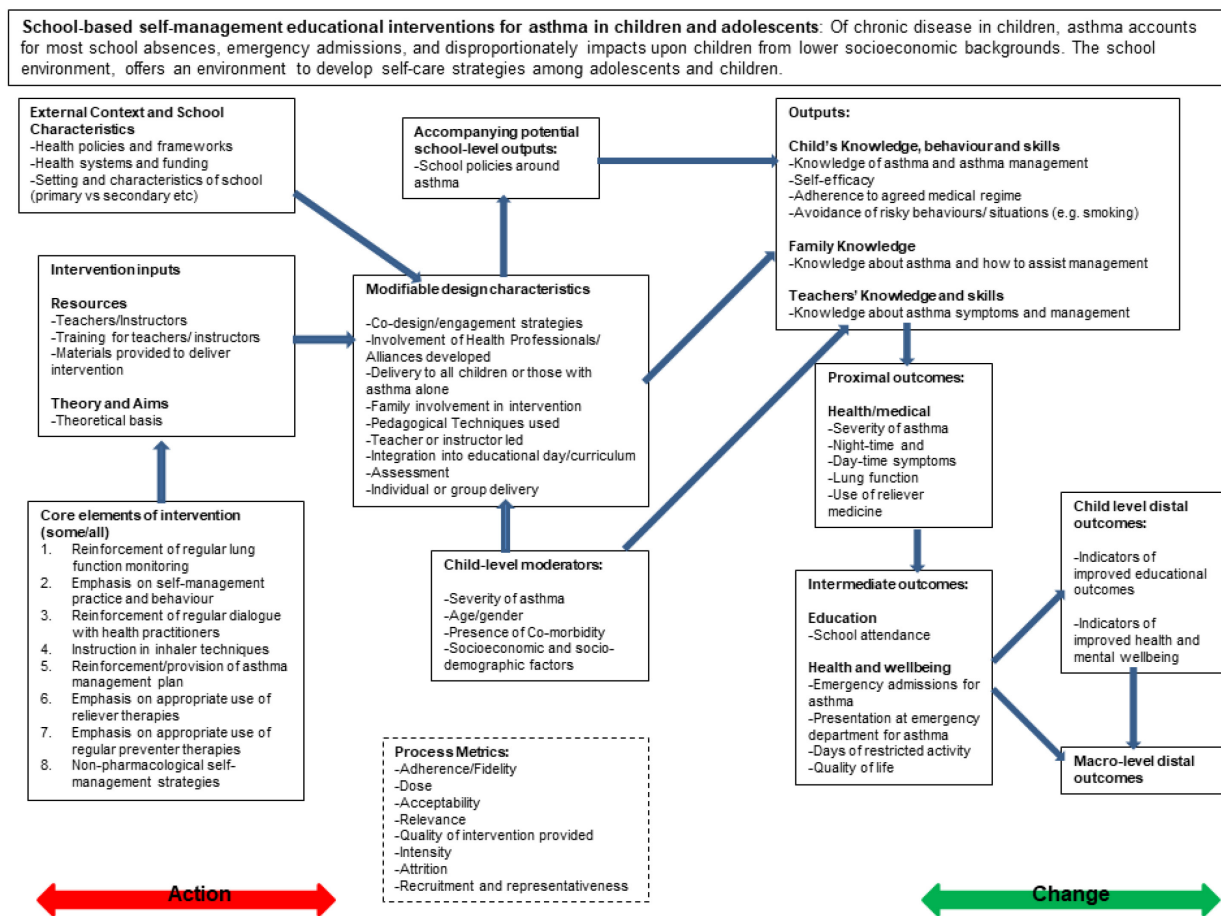 School-based self-management educational interventions for asthma in children and adolescents: Of chronic disease in children, asthma accounts
for most school absences, emergency admissions, and disproportionately impacts upon children from lower socioeconomic backgrounds. The school
environment, offers an environment to develop self-care strategies among adolescents and children.
External Context and School
Characteristics
-Health policies and frameworks
-Health systems and funding
-Setting and characteristics of school
(primary vs secondary etc)
Accompanying potential
school-level outputs:
-School policies around
asthma
Outputs:
Child's Knowledge, behaviour and skills
-Knowledge of asthma and asthma management
-Self-efficacy
-Adherence to agreed medical regime
-Avoidance of risky behaviours/ situations (e.g. smoking)
Family Knowledge
-Knowledge about asthma and how to assist management
Teachers' Knowledge and skills
-Knowledge about asthma symptoms and management
Intervention inputs
Resources
-Teachers/Instructors
-Training for teachers/ instructors
-Materials provided to deliver
intervention
Theory and Aims
-Theoretical basis
Modifiable design characteristics
-Co-design/engagement strategies
-Involvement of Health Professionals/
Alliances developed
-Delivery to all children or those with
asthma alone
-Family involvement in intervention
-Pedagogical Techniques used
-Teacher or instructor led
-Integration into educational day/curriculum
-Assessment
-Individual or group delivery
Proximal outcomes:
Health/medical
-Severity of asthma
-Night-time and
-Day-time symptoms
-Lung function
-Use of reliever
medicine
Core elements of intervention
(some/all)
1. Reinforcement of regular lung
function monitoring
2. Emphasis on self-management
practice and behaviour
3. Reinforcement of regular dialogue
with health practitioners
4. Instruction in inhaler techniques
5. Reinforcement/provision of asthma
management plan
6. Emphasis on appropriate use of
reliever therapies
7. Emphasis on appropriate use of
regular preventer therapies
8. Non-pharmacological self-
management strategies
Child-level moderators:
-Severity of asthma
-Age/gender
-Presence of Co-morbidity
-Socioeconomic and socio-
demographic factors
Intermediate outcomes:
Education
-School attendance
Health and wellbeing
-Emergency admissions for
asthma
-Presentation at emergency
department for asthma
-Days of restricted activity
-Quality of life
Child level distal
outcomes:
-Indicators of
improved educational
outcomes
-Indicators of
improved health and
mental wellbeing
Macro-level distal
outcomes
Process Metrics:
-Adherence/Fidelity
-Dose
-Acceptability
-Relevance
-Quality of intervention provided
-Intensity
-Attrition
-Recruitment and representativeness
Action
Change